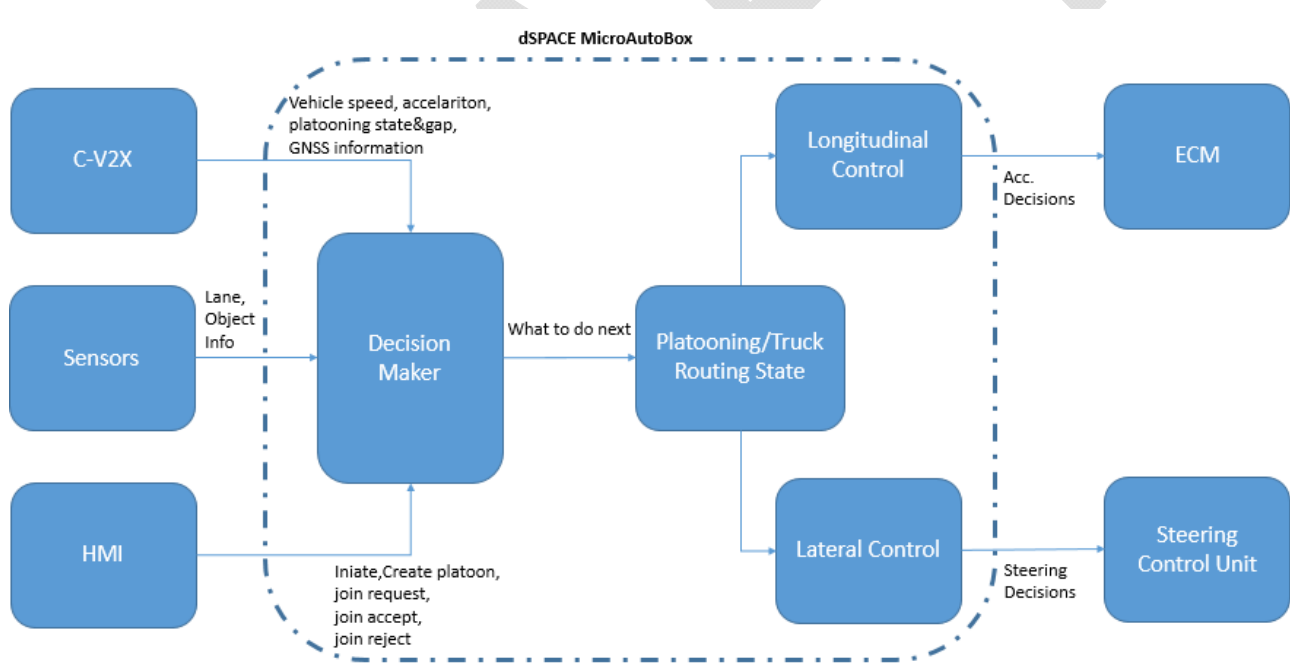 dSPACE MicroAutoBox
C-V2X
Vehicle speed, accelariton,
platooning state&gap,
GNSS information
Longitudinal
Control
Acc.
Decisions
ECM
Sensors
Lane,
Object
Info
Decision
Maker
What to do next
Platooning/Truck
Routing State
HMI
Iniate,Create platoon,
join request,
join accept,
join reject
Lateral Control
Steering
Decisions
Steering
Control Unit